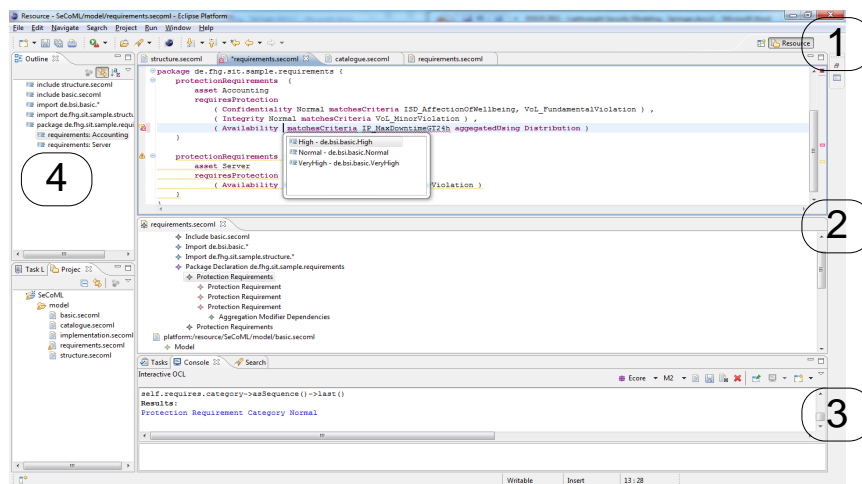 Resource - SeCoML/model/requirements.secoml - Eclipse Platform
File Edit Navigate Search Project Run Window Help
Resource
1
Outline
include structure.secoml
include basic.secoml
import de.bsi.basic.*
import de.fhg.sit.sample.struct
package de.fhg.sit.sample.requi
requirements: Accounting
requirements: Server
4
structure.secoml *requirements.secoml catalogue.secoml requirements.secoml
package de.fhg.sit.sample.requirements {
protectionRequirements {
asset Accounting
requiresProtection
( Confidentiality Normal matchesCriteria ISD_AffectionOfWellbeing, VoL_FundamentalViolation ) ,
( Integrity Normal matchesCriteria VoL_MinorViolation ) ,
( Availability matchesCriteria IP_MaxDowntimeGT24h aggegatedUsing Distribution )
}
High - de.bsi.basic.High
Normal - de.bsi.basic.Normal
VeryHigh - de.bsi.basic.VeryHigh
protectionRequirements
asset Server
requiresProtection
( Availability Violation )
}
}
2
requirements.secoml
Include basic.secoml
Import de.bsi.basic.*
Import de.fhg.sit.sample.structure.*
Package Declaration de.fhg.sit.sample.requirements
Protection Requirements
Protection Requirement
Protection Requirement
Protection Requirement
Aggregation Modifier Dependencies
Protection Requirements
platform:/resource/SeCoML/model/basic.secoml
Model
Task L Projec
SeCoML
model
basic.secoml
catalogue.secoml
implementation.secoml
requirements.secoml
structure.secoml
Tasks Console Search
Interactive OCL
Ecore M2
self.requires.category->asSequence()->last()
Results:
Protection Requirement Category Normal
3
Writable Insert 13 : 28